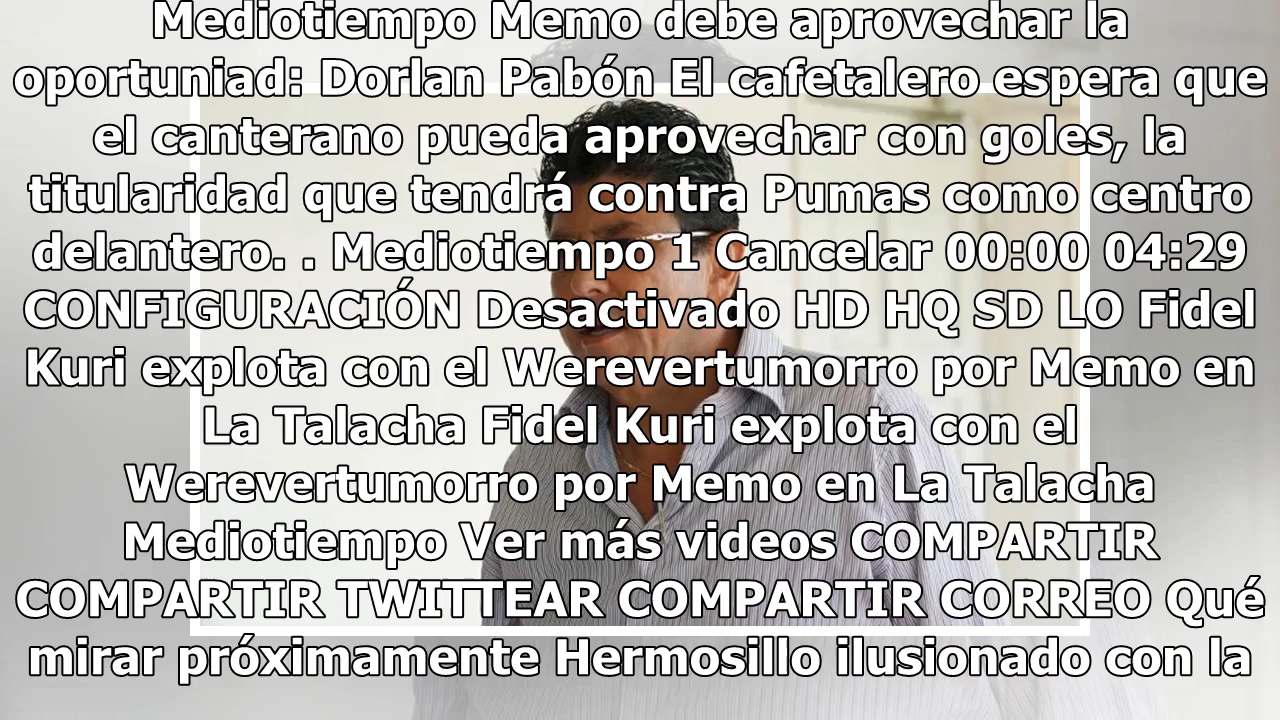 Mediotiempo Memo debe aprovechar la
oportuniad: Dorlan Pabón El cafetalero espera que
el canterano pueda aprovechar con goles, la
titularidad que tendrá contra Pumas como centro
delantero. . Mediotiempo 1 Cancelar 00:00 04:29
CONFIGURACIÓN Desactivado HD HQ SD LO Fidel
Kuri explota con el Werevertumorro por Memo en
La Talacha Fidel Kuri explota con el
Werevertumorro por Memo en La Talacha
Mediotiempo Ver más videos COMPARTIR
COMPARTIR TWITTEAR COMPARTIR CORREO Qué
mirar próximamente Hermosillo ilusionado con la